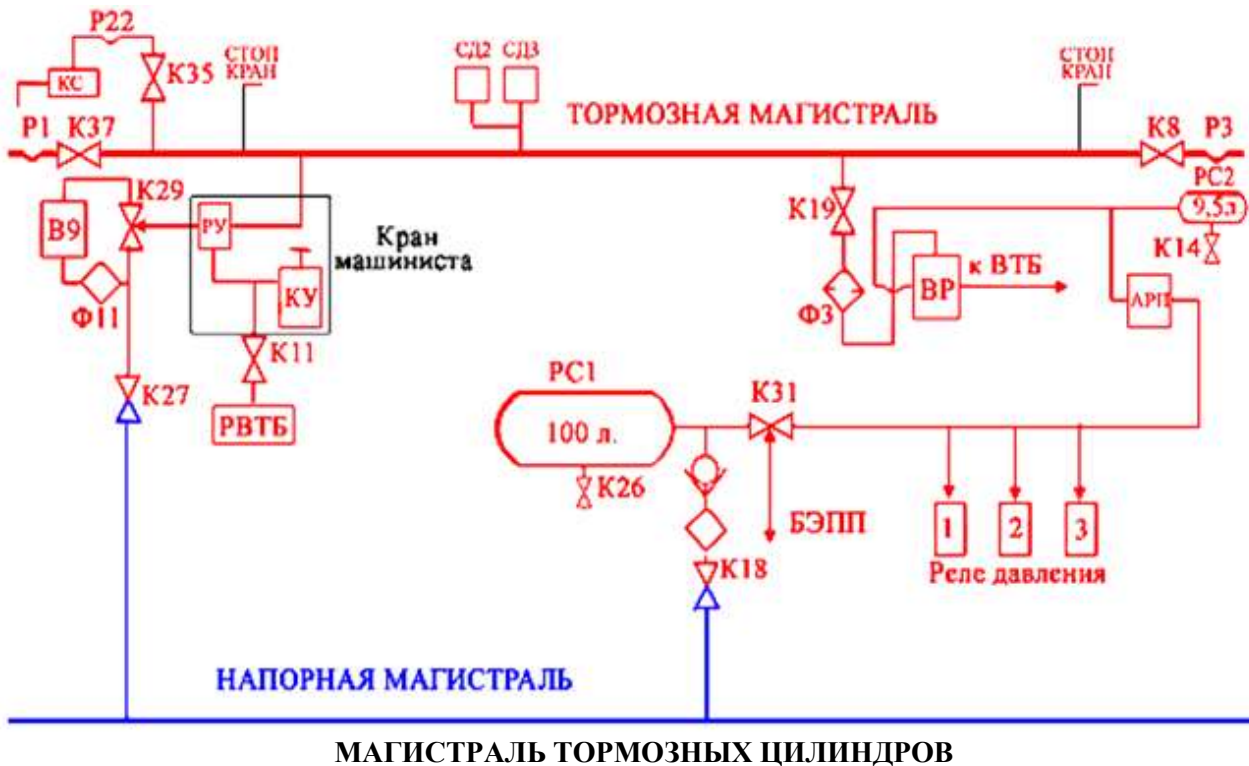 Р22
СТОП
КРАН
СД2 СД3
СТОП
КРАН
КС
К35
ТОРМОЗНАЯ МАГИСТРАЛЬ
Р1 К37
К8 Р3
К29
РС2
9,5л
В9
РУ
Кран
машиниста
К19
К14
к ВТБ
КУ
ВР
АРП
Ф11
Ф3
К11
К27
РС1
К31
РВТБ
100 л.
К26
БЭПП
1 2 3
К18
Реле давления
НАПОРНАЯ МАГИСТРАЛЬ
МАГИСТРАЛЬ ТОРМОЗНЫХ ЦИЛИНДРОВ